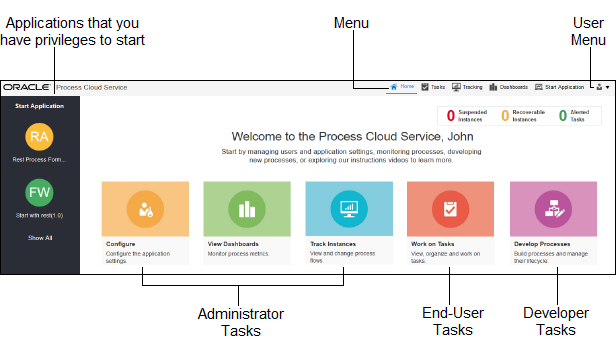 Applications that you
have privileges to start
Menu
User
Menu
ORACLE Process Cloud Service
Home Tasks Tracking Dashboards Start Application
Start Application
RA
Rest Process Form...
FW
Start with rest(1.0)
Show All
0 Suspended Instances
0 Recoverable Instances
0 Alerted Tasks
Welcome to the Process Cloud Service, John
Start by managing users and application settings, monitoring processes, developing
new processes, or exploring our instructions videos to learn more.
Configure
Configure the application
settings.
View Dashboards
Monitor process metrics.
Track Instances
View and change process
flows.
Work on Tasks
View, organize and work on
tasks.
Develop Processes
Build processes and manage
their lifecycle.
Administrator
Tasks
End-User
Tasks
Developer
Tasks